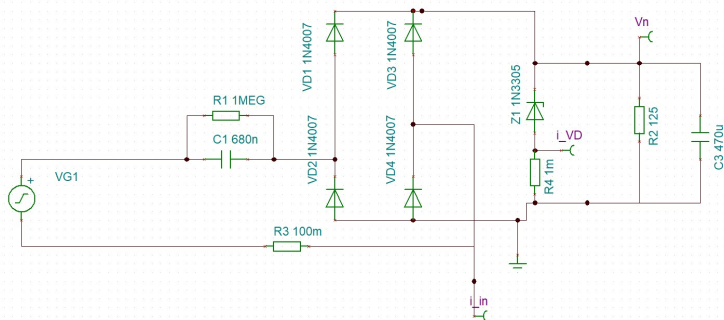 Vn
VD1 1N4007
VD3 1N4007
Z1 1N3305
R1 1MEG
C1 680n
VD2 1N4007
VD4 1N4007
i_VD
R2 125
C3 470u
R4 1m
VG1
+
R3 100m
i_in